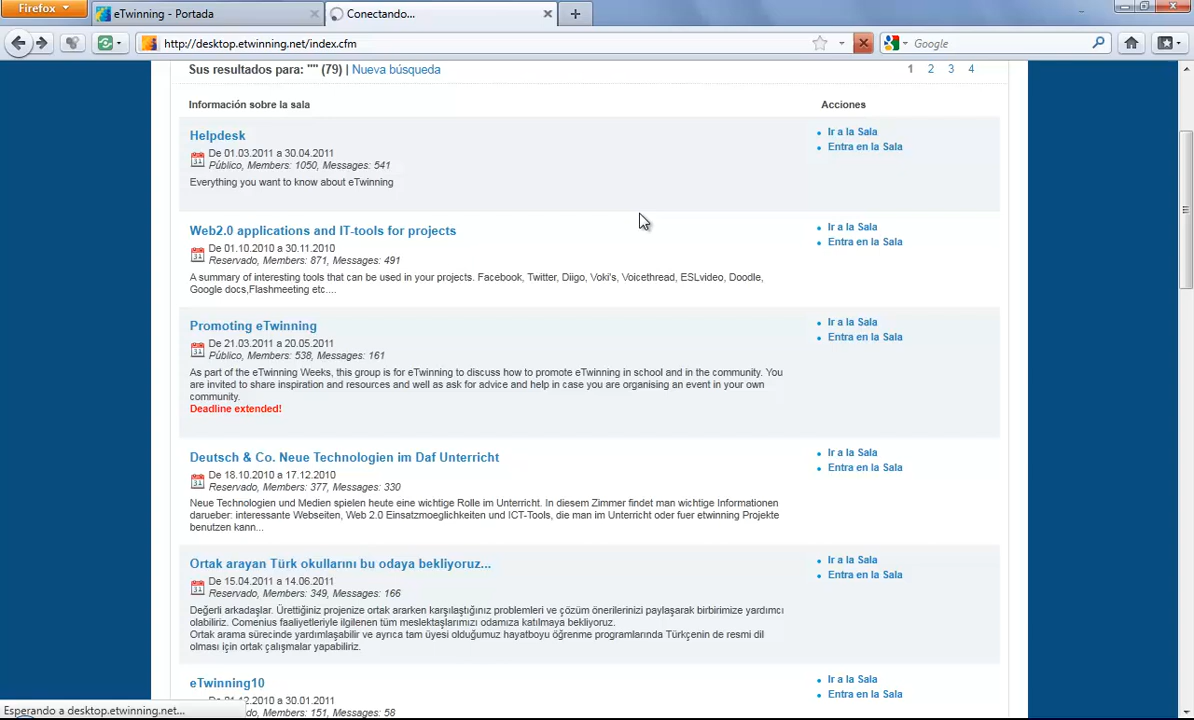 Firefox
eTwinning - Portada
Conectando...
http://desktop.etwinning.net/index.cfm
Google
Sus resultados para: "" (79) | Nueva búsqueda
1 2 3 4
Información sobre la sala
Acciones
Helpdesk
De 01.03.2011 a 30.04.2011
Público, Members: 1050, Messages: 541
Everything you want to know about eTwinning
Ir a la Sala
Entra en la Sala
Web2.0 applications and IT-tools for projects
De 01.10.2010 a 30.11.2010
Reservado, Members: 871, Messages: 491
A summary of interesting tools that can be used in your projects. Facebook, Twitter, Diigo, Voki's, Voicethread, ESLvideo, Doodle,
Google docs,Flashmeeting etc....
Ir a la Sala
Entra en la Sala
Promoting eTwinning
De 21.03.2011 a 20.05.2011
Público, Members: 538, Messages: 161
As part of the eTwinning Weeks, this group is for eTwinning to discuss how to promote eTwinning in school and in the community. You
are invited to share inspiration and resources and well as ask for advice and help in case you are organising an event in your own
community.
Deadline extended!
Ir a la Sala
Entra en la Sala
Deutsch & Co. Neue Technologien im Daf Unterricht
De 18.10.2010 a 17.12.2010
Reservado, Members: 377, Messages: 330
Neue Technologien und Medien spielen heute eine wichtige Rolle im Unterricht. In diesem Zimmer findet man wichtige Informationen
darueber: interessante Webseiten, Web 2.0 Einsatzmoeglichkeiten und ICT-Tools, die man im Unterricht oder fuer etwinning Projekte
benutzen kann...
Ir a la Sala
Entra en la Sala
Ortak arayan Türk okullarını bu odaya bekliyoruz...
De 15.04.2011 a 14.06.2011
Reservado, Members: 349, Messages: 166
Değerli arkadaşlar. Ürettiğiniz projenize ortak ararken karşılaştığınız problemleri ve çözüm önerilerinizi paylaşarak birbirimize yardımcı
olabiliriz. Comenius faaliyetleriyle ilgilenen tüm meslektaşlarımızı odamıza katılmaya bekliyoruz.
Ortak arama sürecinde yardımlaşabilir ve ayrıca tam üyesi olduğumuz hayatboyu öğrenme programlarında Türkçenin de resmi dil
olması için ortak çalışmalar yapabiliriz.
Ir a la Sala
Entra en la Sala
eTwinning10
De 01.12.2010 a 30.01.2011
Reservado, Members: 151, Messages: 58
Ir a la Sala
Entra en la Sala
Esperando a desktop.etwinning.net...